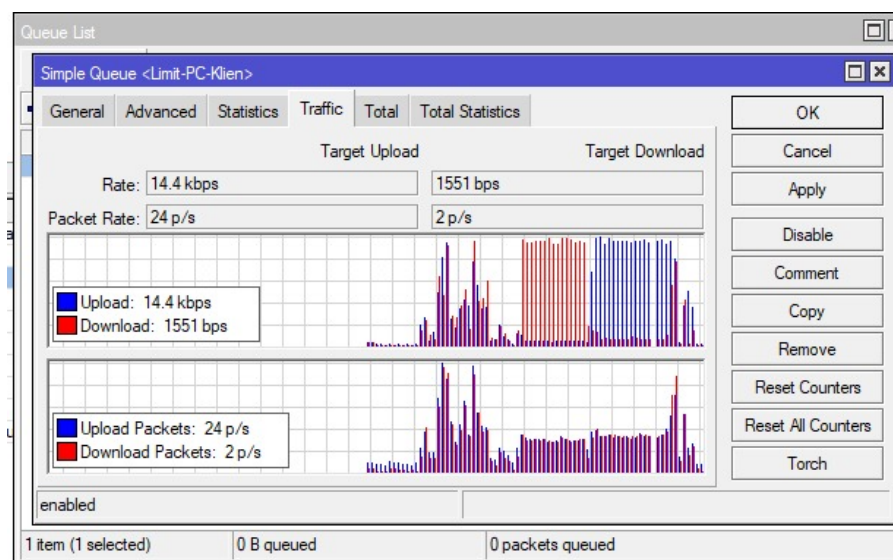 Queue List
Simple Queue <Limit-PC-Klien>
General Advanced Statistics Traffic Total Total Statistics
Target Upload Target Download
Rate: 14.4 kbps 1551 bps
Packet Rate: 24 p/s 2 p/s
Upload: 14.4 kbps
Download: 1551 bps
Upload Packets: 24 p/s
Download Packets: 2 p/s
OK
Cancel
Apply
Disable
Comment
Copy
Remove
Reset Counters
Reset All Counters
Torch
enabled
1 item (1 selected) 0 B queued 0 packets queued